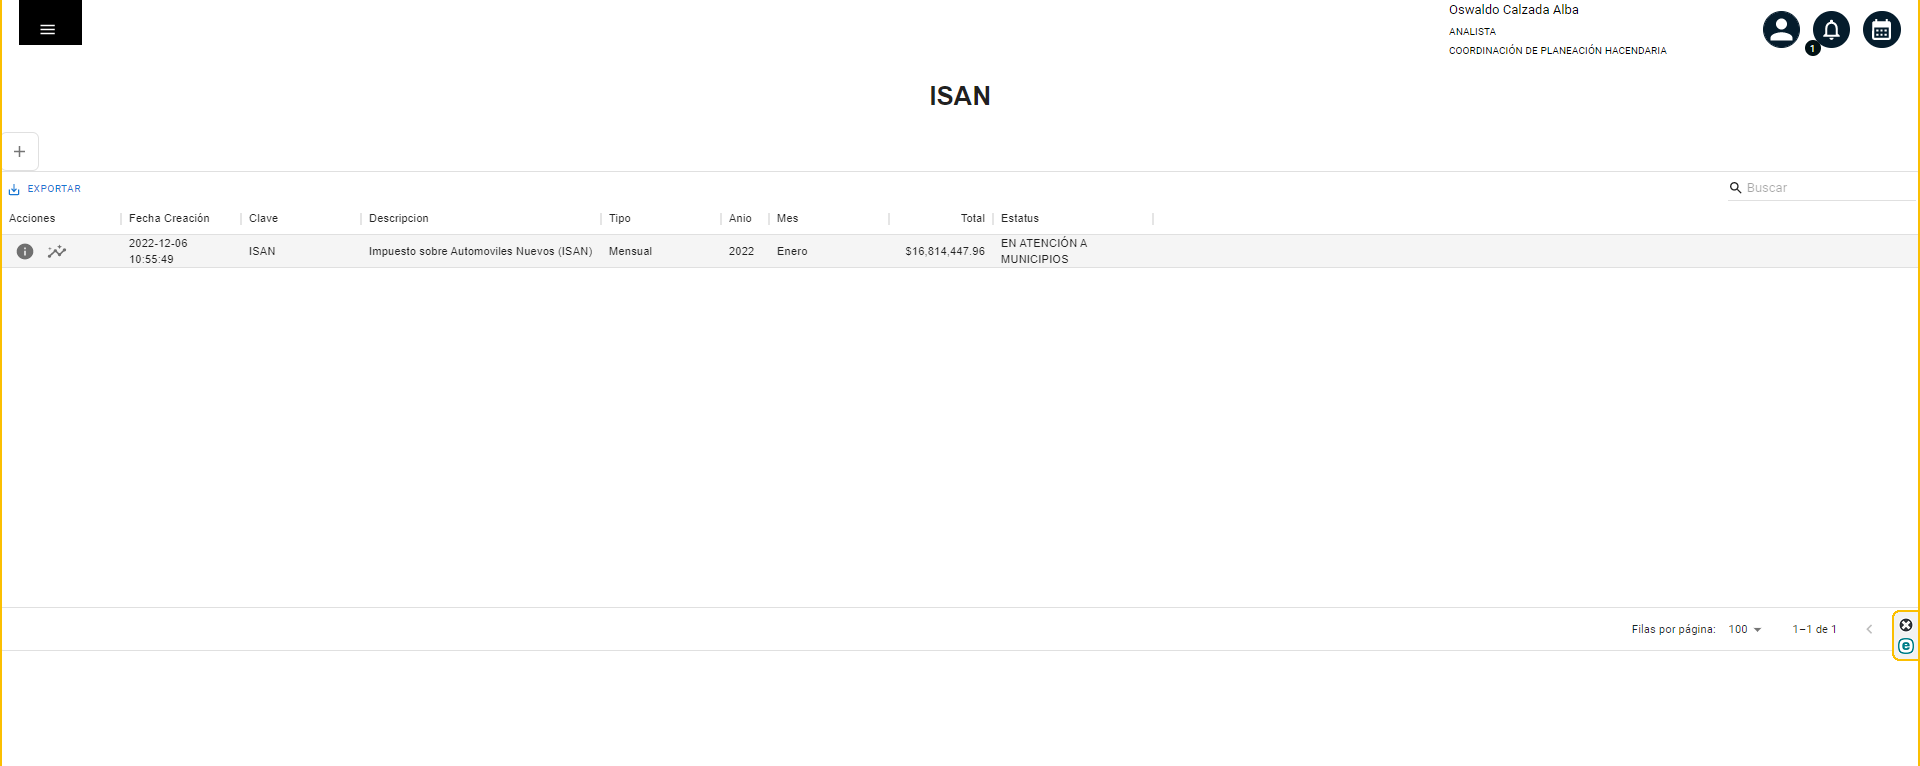 Oswaldo Calzada Alba
ANALISTA
COORDINACIÓN DE PLANEACIÓN HACENDARIA
1
ISAN
EXPORTAR
Buscar
Acciones Fecha Creación Clave Descripcion Tipo Anio Mes Total Estatus
2022-12-06 10:55:49 ISAN Impuesto sobre Automoviles Nuevos (ISAN) Mensual 2022 Enero $16,814,447.96 EN ATENCIÓN A MUNICIPIOS
Filas por página: 100 1–1 de 1
e